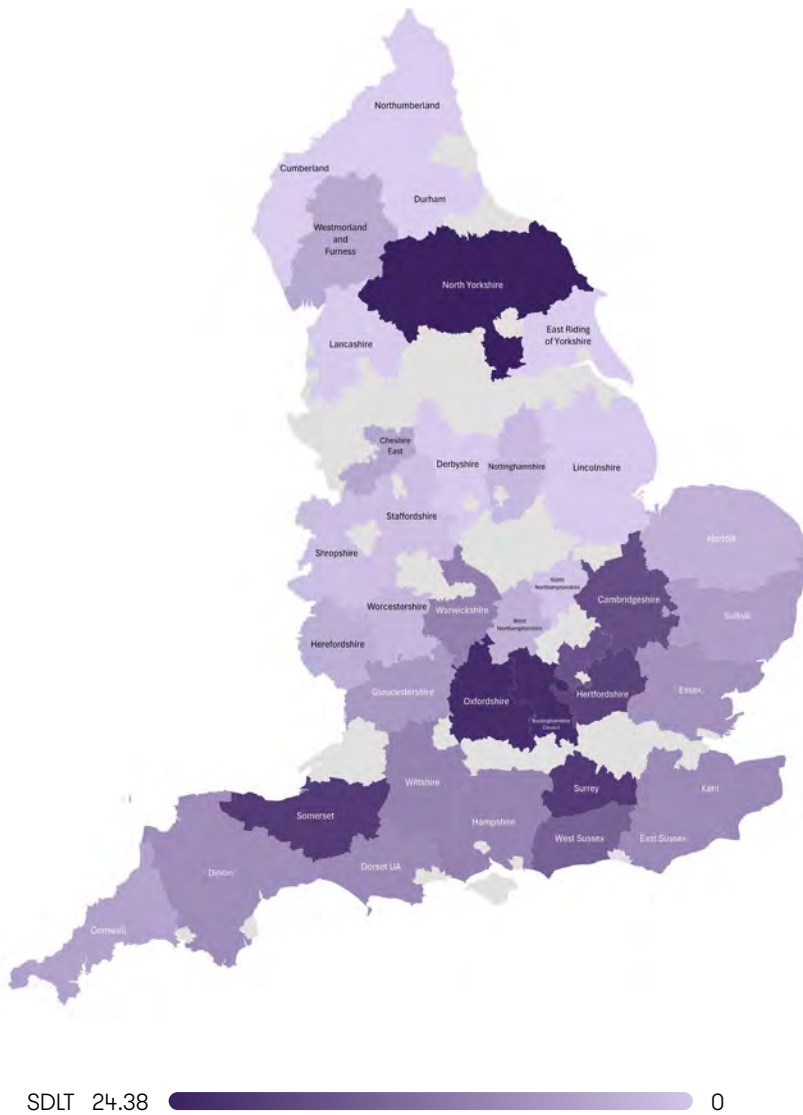 Northumberland
Cumberland
Durham
Westmorland
and
Furness
North Yorkshire
East Riding
of Yorkshire
Lancashire
Cheshire
East
Derbyshire
Nottinghamshire
Lincolnshire
Staffordshire
Shropshire
Norfolk
North
Northamptonshire
Cambridgeshire
Worcestershire
Warwickshire
Suffolk
West
Northamptonshire
Herefordshire
Gloucestershire
Oxfordshire
Hertfordshire
Essex
Buckinghamshire
Council
Wiltshire
Surrey
Kent
Somerset
Hampshire
West Sussex
East Sussex
Devon
Dorset UA
Cornwall
SDLT 24.38 0